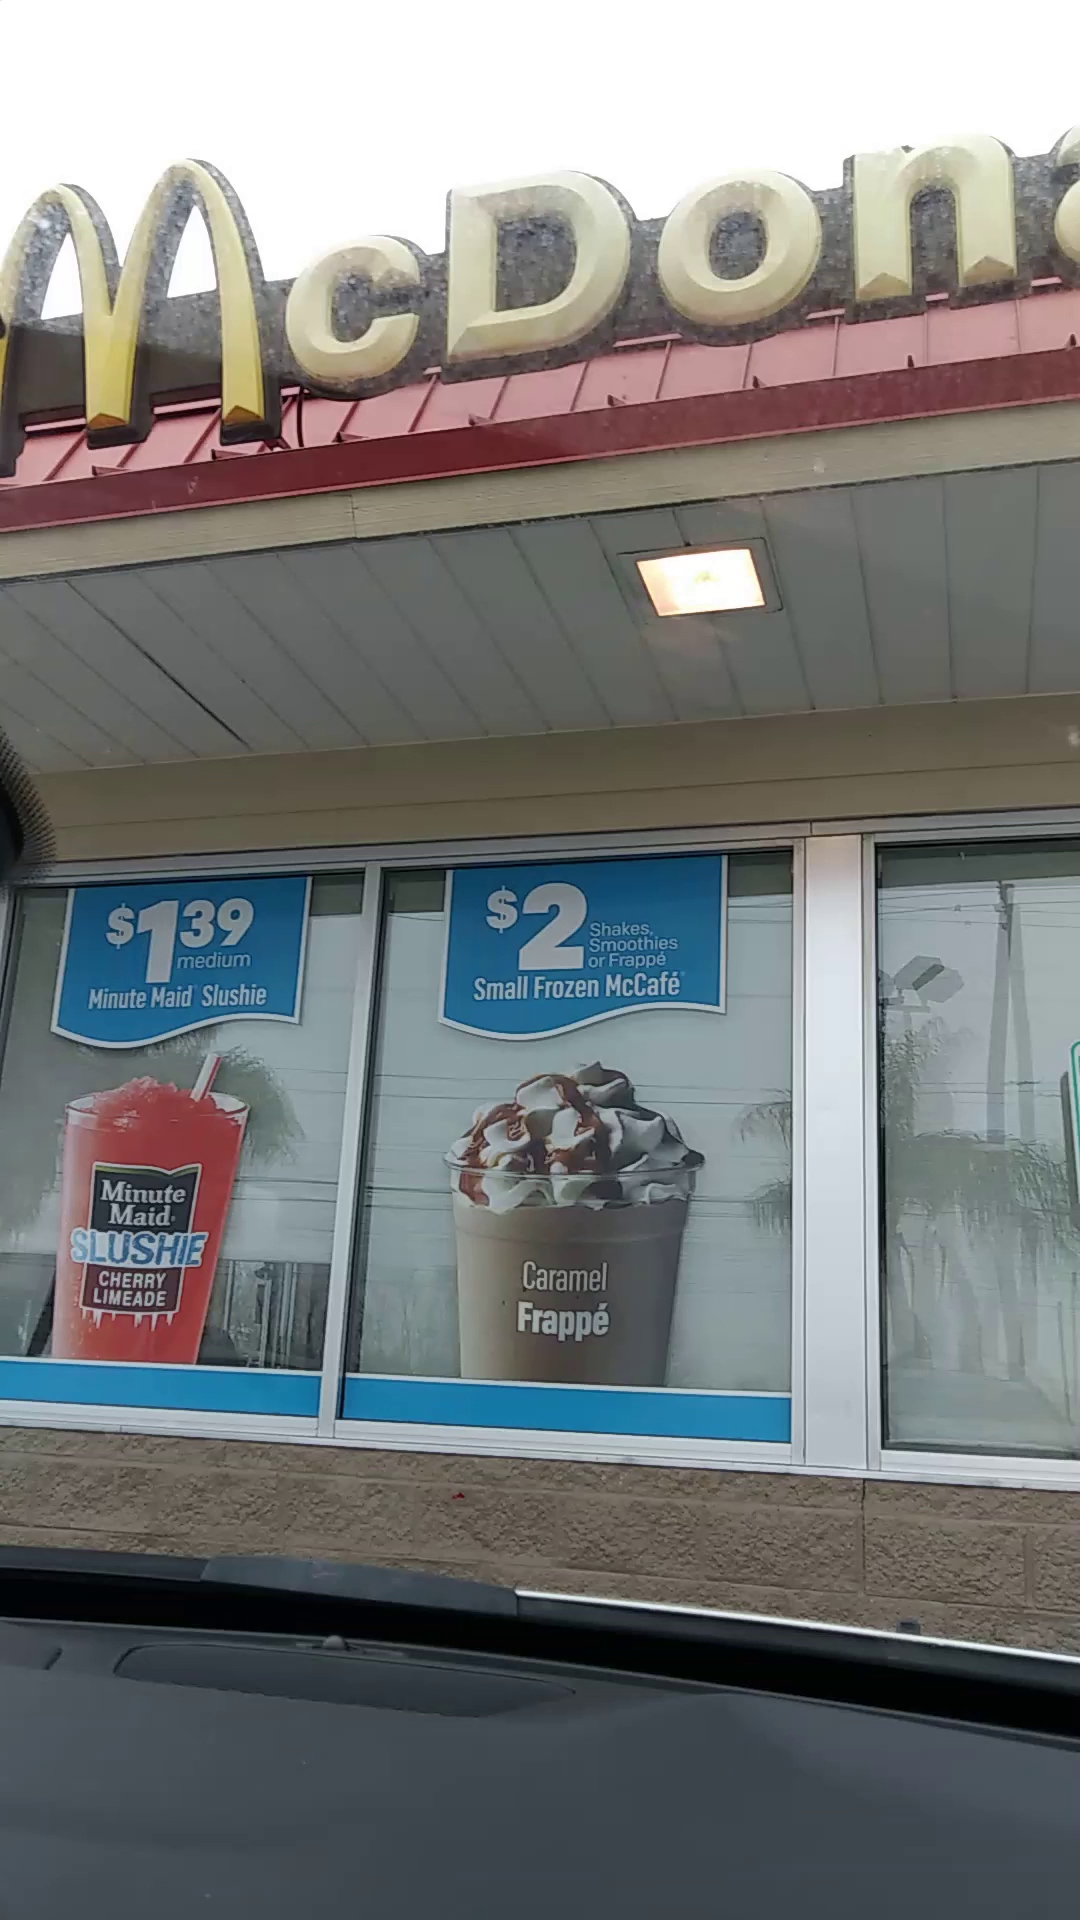 McDona
$139
medium
Minute Maid Slushie
$2
Shakes,
Smoothies
or Frappé
Small Frozen McCafé
Minute
Maid
SLUSHIE
CHERRY
LIMEADE
Caramel
Frappé